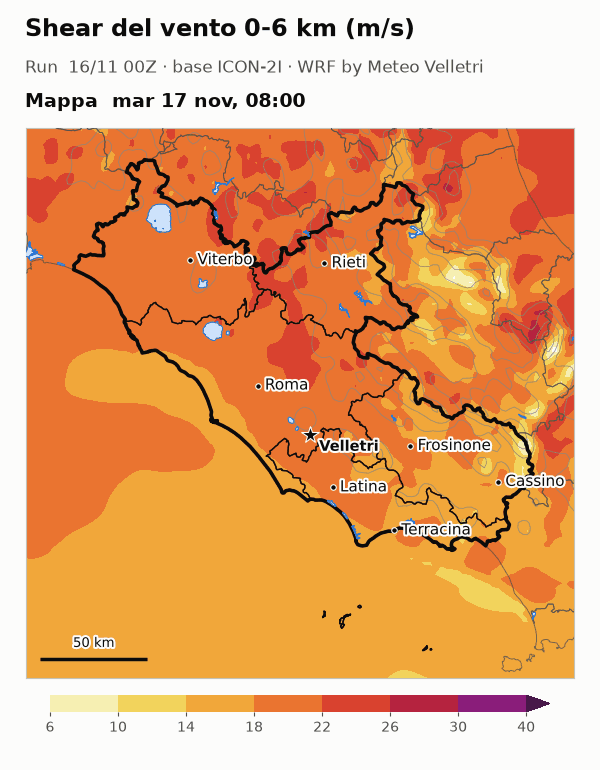 Shear del vento 0-6 km (m/s)
Run  16/11 00Z · base ICON-2I · WRF by Meteo Velletri
Mappa  mar 17 nov, 08:00
Viterbo
Rieti
Roma
Velletri
Frosinone
Latina
Cassino
Terracina
50 km
6 10 14 18 22 26 30 40